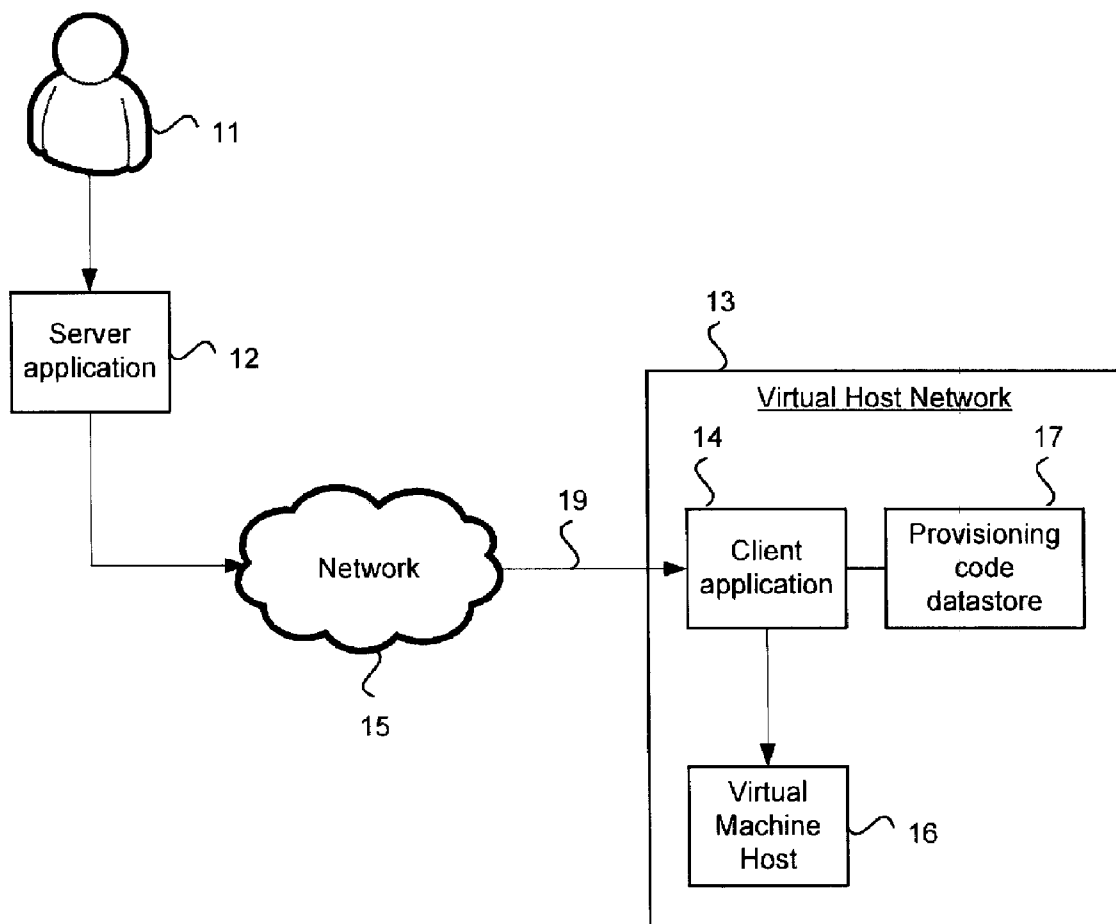 11
Server
application
12
13
Virtual Host Network
14
17
19
Network
Client
application
Provisioning
code
datastore
15
Virtual
Machine
Host
16